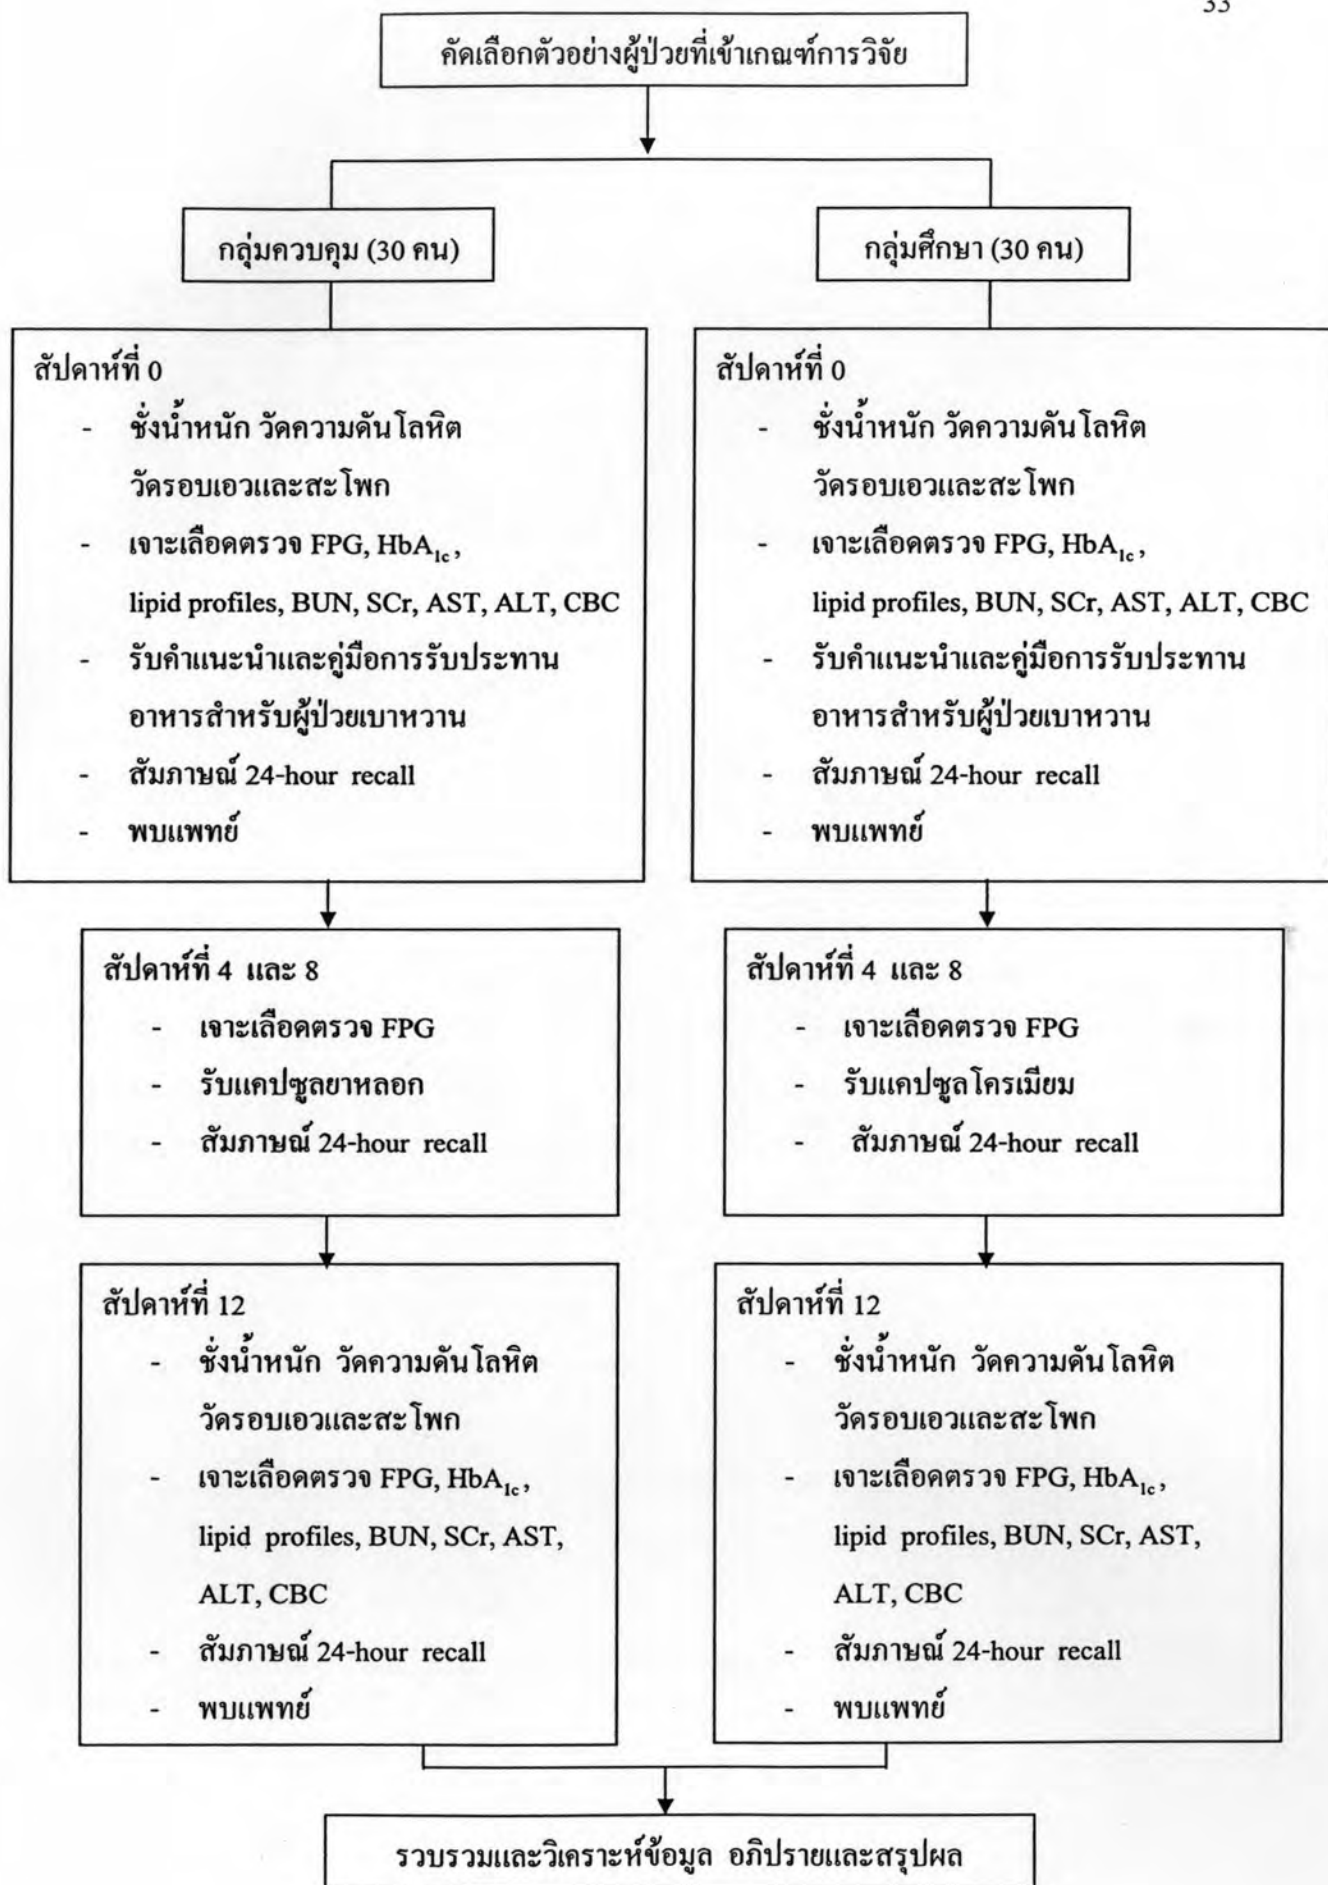 33
คัดเลือกตัวอย่างผู้ป่วยที่เข้าเกณฑ์การวิจัย
กลุ่มควบคุม (30 คน)
กลุ่มศึกษา (30 คน)
สัปดาห์ที่ 0
- ชั่งน้ำหนัก วัดความดันโลหิต
วัดรอบเอวและสะโพก
- เจาะเลือดตรวจ FPG, HbA1c,
lipid profiles, BUN, SCr, AST, ALT, CBC
- รับคำแนะนำและคู่มือการรับประทาน
อาหารสำหรับผู้ป่วยเบาหวาน
- สัมภาษณ์ 24-hour recall
- พบแพทย์
สัปดาห์ที่ 0
- ชั่งน้ำหนัก วัดความดันโลหิต
วัดรอบเอวและสะโพก
- เจาะเลือดตรวจ FPG, HbA1c,
lipid profiles, BUN, SCr, AST, ALT, CBC
- รับคำแนะนำและคู่มือการรับประทาน
อาหารสำหรับผู้ป่วยเบาหวาน
- สัมภาษณ์ 24-hour recall
- พบแพทย์
สัปดาห์ที่ 4 และ 8
- เจาะเลือดตรวจ FPG
- รับแคปซูลยาหลอก
- สัมภาษณ์ 24-hour recall
สัปดาห์ที่ 4 และ 8
- เจาะเลือดตรวจ FPG
- รับแคปซูลโครเมียม
- สัมภาษณ์ 24-hour recall
สัปดาห์ที่ 12
- ชั่งน้ำหนัก วัดความดันโลหิต
วัดรอบเอวและสะโพก
- เจาะเลือดตรวจ FPG, HbA1c,
lipid profiles, BUN, SCr, AST,
ALT, CBC
- สัมภาษณ์ 24-hour recall
- พบแพทย์
สัปดาห์ที่ 12
- ชั่งน้ำหนัก วัดความดันโลหิต
วัดรอบเอวและสะโพก
- เจาะเลือดตรวจ FPG, HbA1c,
lipid profiles, BUN, SCr, AST,
ALT, CBC
- สัมภาษณ์ 24-hour recall
- พบแพทย์
รวบรวมและวิเคราะห์ข้อมูล อภิปรายและสรุปผล